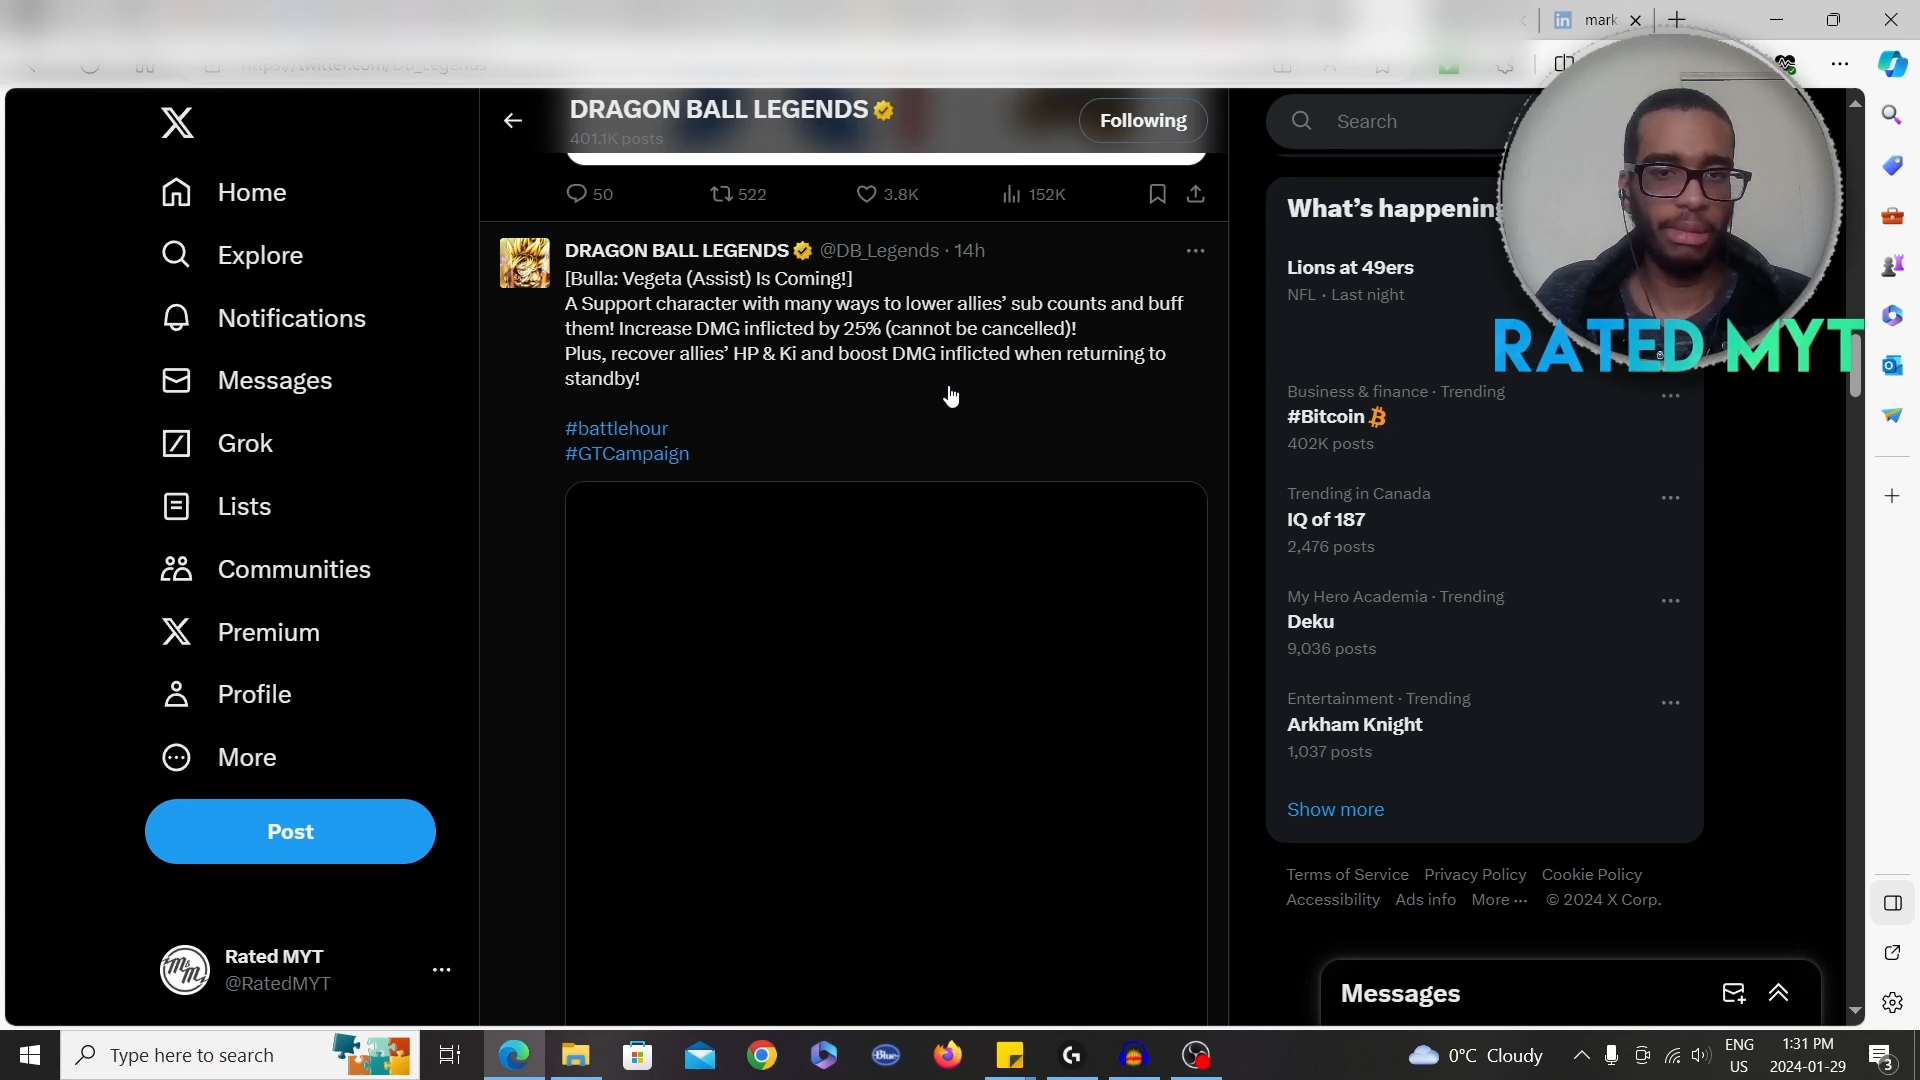 mark
https://twitter.com/DB_Legends
DRAGON BALL LEGENDS
401.1K posts
Following
Search
50
522
3.8K
152K
DRAGON BALL LEGENDS @DB_Legends · 14h
[Bulla: Vegeta (Assist) Is Coming!]
A Support character with many ways to lower allies’ sub counts and buff
them! Increase DMG inflicted by 25% (cannot be cancelled)!
Plus, recover allies’ HP & Ki and boost DMG inflicted when returning to
standby!
#battlehour
#GTCampaign
Home
Explore
Notifications
Messages
Grok
Lists
Communities
Premium
Profile
More
Post
Rated MYT
@RatedMYT
What’s happening
Lions at 49ers
NFL · Last night
RATED MYT
Business & finance · Trending
#Bitcoin
402K posts
Trending in Canada
IQ of 187
2,476 posts
My Hero Academia · Trending
Deku
9,036 posts
Entertainment · Trending
Arkham Knight
1,037 posts
Show more
Terms of Service Privacy Policy Cookie Policy
Accessibility Ads info More ··· © 2024 X Corp.
Messages
Type here to search
Blue
0°C Cloudy
ENG
US
1:31 PM
2024-01-29
3